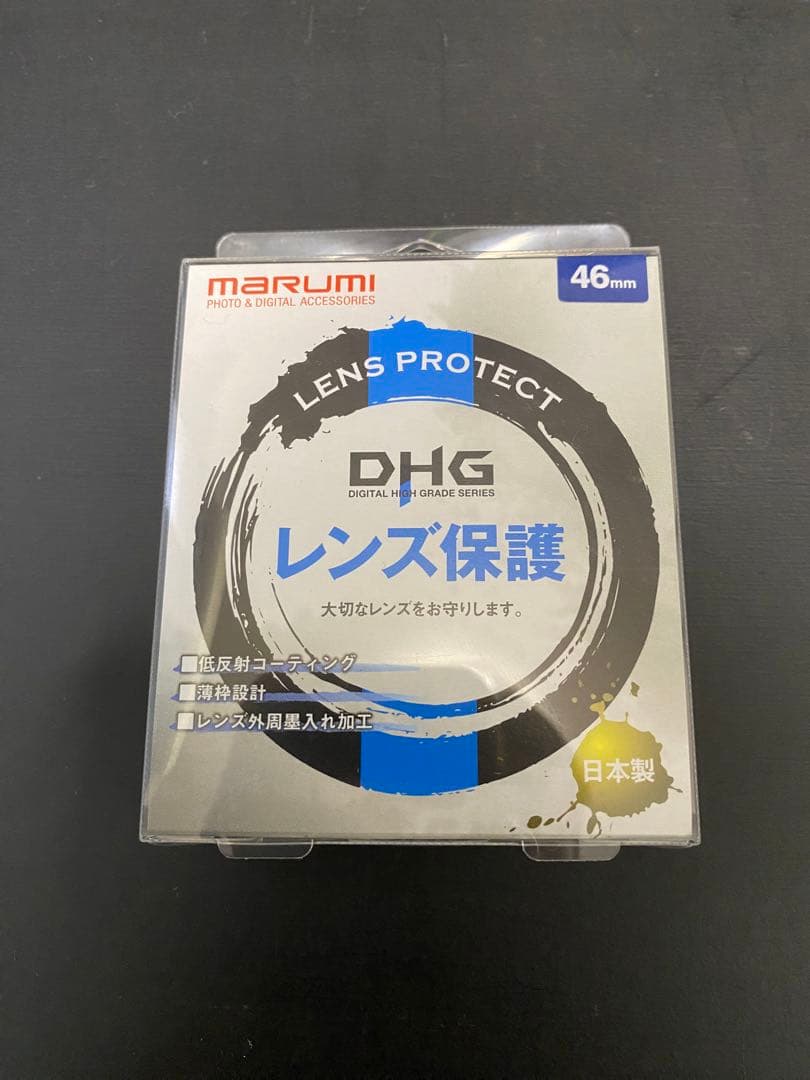 marumi
PHOTO & DIGITAL ACCESSORIES
46mm
LENS PROTECT
DHG
DIGITAL HIGH GRADE SERIES
レンズ保護
大切なレンズをお守りします。
■低反射コーティング
■薄枠設計
■レンズ外周墨入れ加工
日本製